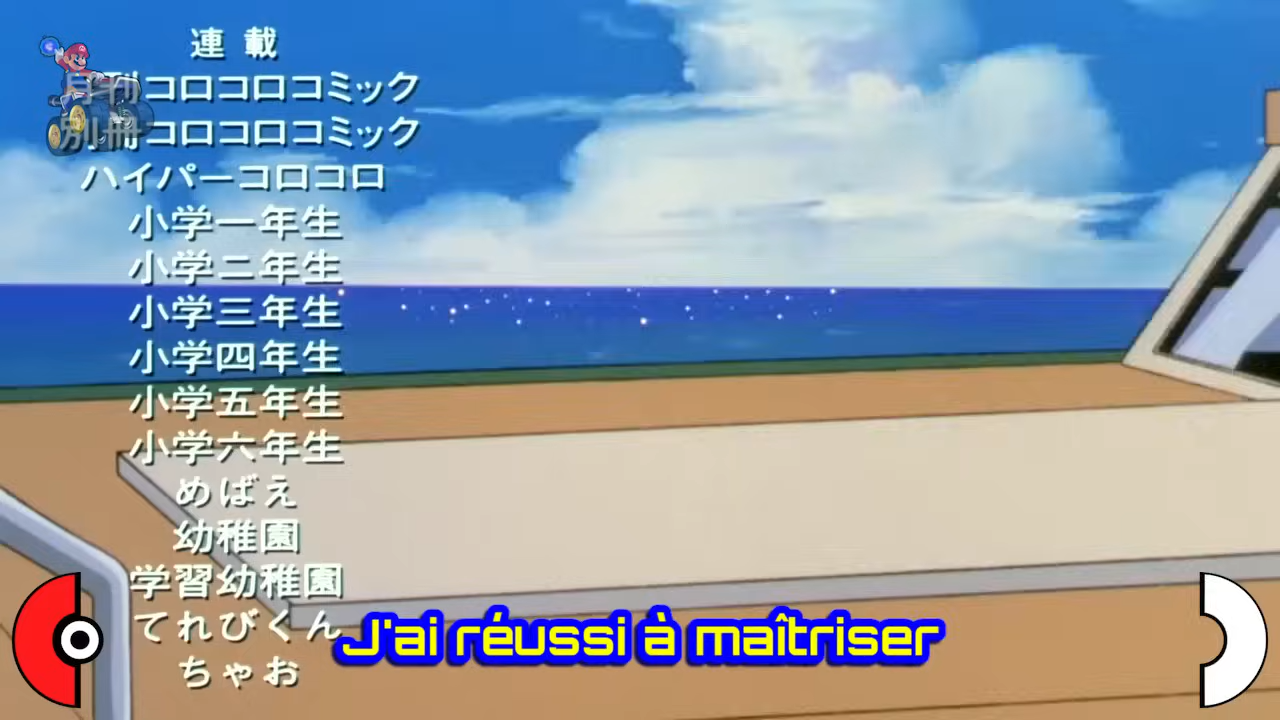 連載
月刊コロコロコミック
別冊コロコロコミック
ハイパーコロコロ
小学一年生
小学二年生
小学三年生
小学四年生
小学五年生
小学六年生
めばえ
幼稚園
学習幼稚園
てれびくん
ちゃお
J'ai réussi à maîtriser